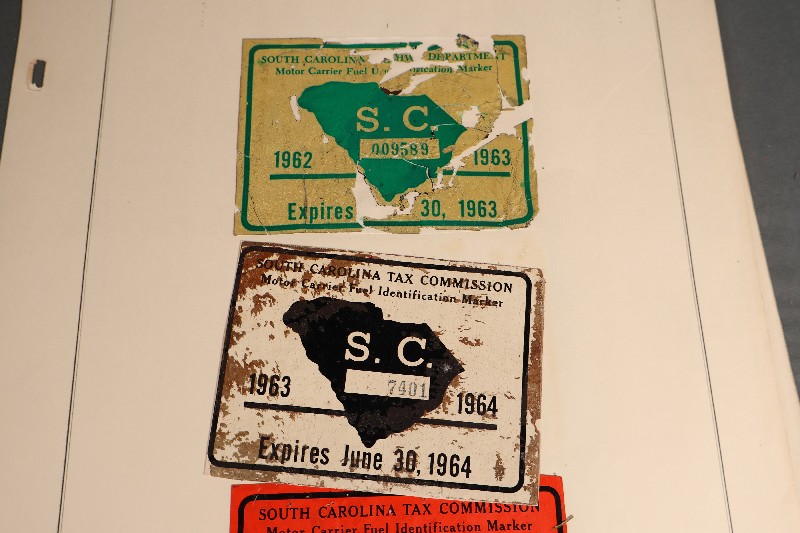 SOUTH CAROLINA DEPARTMENT
Motor Carrier Fuel Marker
S. C.
009589
1962 1963
Expires 30, 1963
SOUTH CAROLINA TAX COMMISSION
Motor Carrier Fuel Identification Marker
S. C.
7401
1963 1964
Expires June 30, 1964
SOUTH CAROLINA TAX COMMISSION
Motor Carrier Fuel Identification Marker